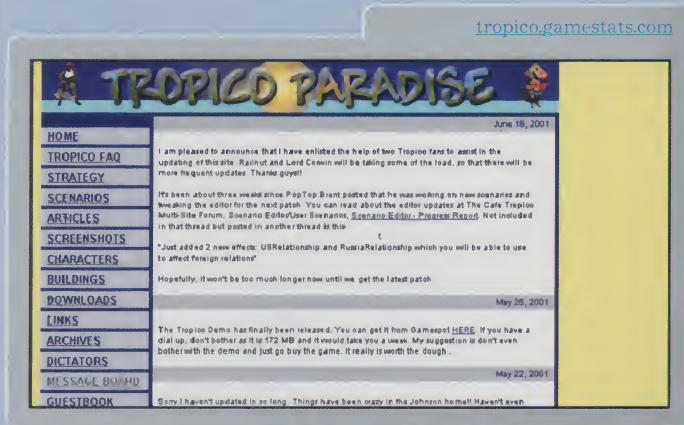 tropico.gamestats.com
TROPICO PARADISE
HOME
TROPICO FAQ
STRATEGY
SCENARIOS
ARTICLES
SCREENSHOTS
CHARACTERS
BUILDINGS
DOWNLOADS
LINKS
ARCHIVES
DICTATORS
MESSAGE BOARD
GUESTBOOK
June 18, 2001
I am pleased to announce that I have enlisted the help of two Tropico fans to assist in the
updating of this site. Railnut and Lord Corwin will be taking some of the load, so that there will be
more frequent updates. Thanks guys!!
It's been about three weeks since PopTop Brent posted that he was working on new scenarios and
tweaking the editor for the next patch. You can read about the editor updates at The Cafe Tropico
Multi-Site Forum, Scenario Editor/User Scenarios, Scenario Editor - Progress Report. Not included
in that thread but posted in another thread is this
"Just added 2 new effects: USRelationship and RussiaRelationship which you will be able to use
to affect foreign relations"
Hopefully, it won't be too much longer now until we get the latest patch
May 26, 2001
The Tropico Demo has finally been released. You can get it from Gamespot HERE. If you have a
dial up, don't bother as it is 172 MB and it would take you a week. My suggestion is don't even
bother with the demo and just go buy the game. It really is worth the dough.
May 22, 2001
Sorry I haven't updated in so long. Things have been crazy in the Johnson home!! Haven't even